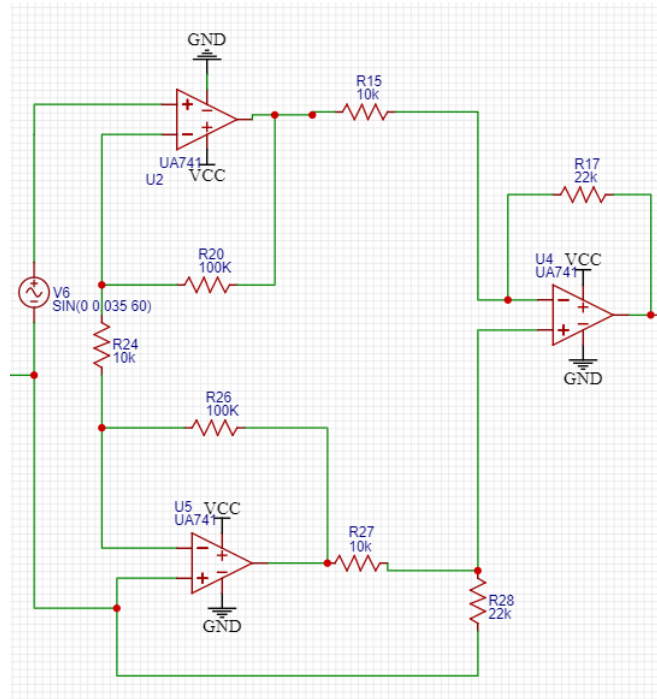 GND
R15
10k
UA741
U2
VCC
R17
22k
R20
100K
U4
VCC
UA741
V6
SIN(0 0.035 60)
R24
10k
GND
R26
100K
U5
VCC
UA741
R27
10k
R28
22k
GND